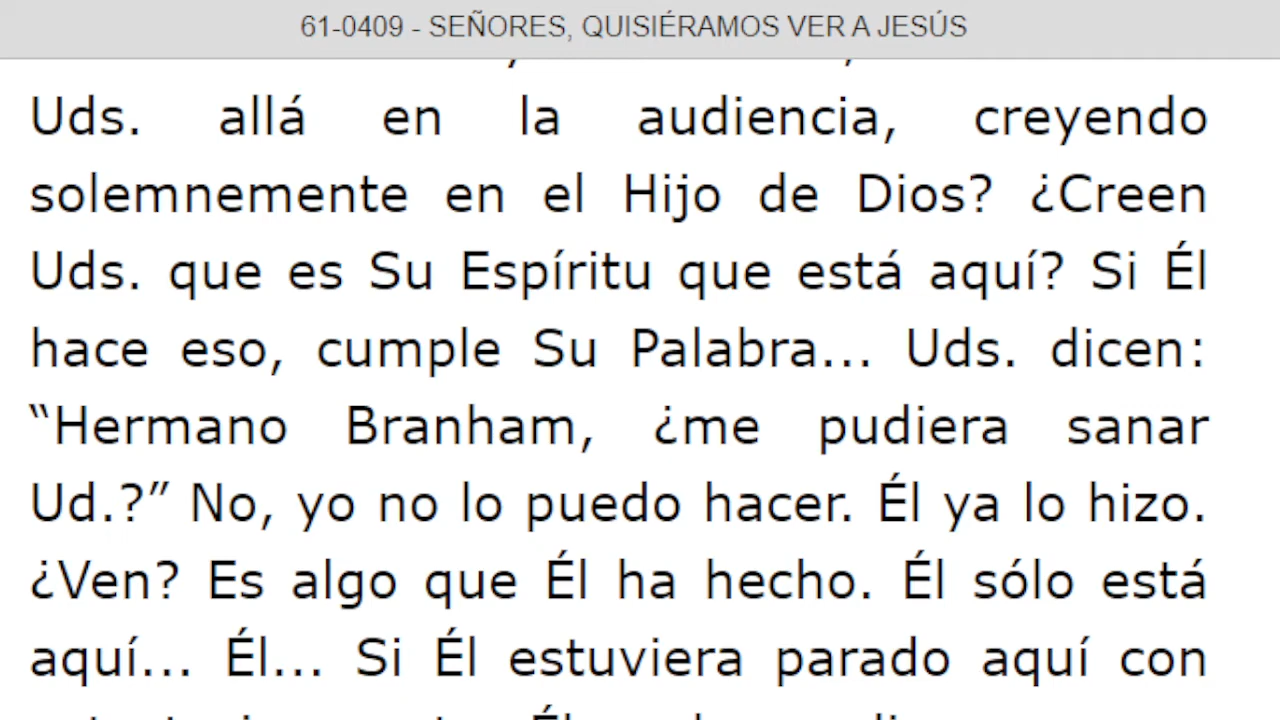 61-0409 - SEÑORES, QUISIÉRAMOS VER A JESÚS
Uds. allá en la audiencia, creyendo
solemnemente en el Hijo de Dios? ¿Creen
Uds. que es Su Espíritu que está aquí? Si Él
hace eso, cumple Su Palabra... Uds. dicen:
“Hermano Branham, ¿me pudiera sanar
Ud.?” No, yo no lo puedo hacer. Él ya lo hizo.
¿Ven? Es algo que Él ha hecho. Él sólo está
aquí... Él... Si Él estuviera parado aquí con